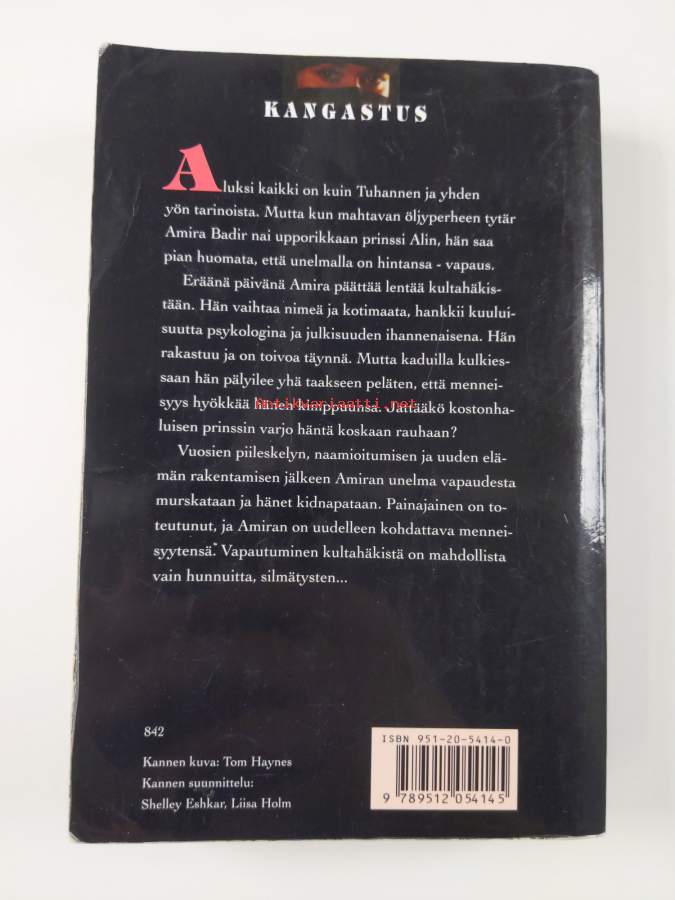 KANGASTUS
Aluksi kaikki on kuin Tuhannen ja yhden
yön tarinoista. Mutta kun mahtavan öljyperheen tytär
Amira Badir nai upporikkaan prinssi Alin, hän saa
pian huomata, että unelmalla on hintansa - vapaus.
Eräänä päivänä Amira päättää lentää kultahäkis-
tään. Hän vaihtaa nimeä ja kotimaata, hankkii kuului-
suutta psykologina ja julkisuuden ihannenaisena. Hän
rakastuu ja on toivoa täynnä. Mutta kaduilla kulkies-
saan hän pälyilee yhä taakseen peläten, että mennei-
syys hyökkää hänen kimppuunsa. Jättääkö kostonha-
Antikvariaatti.net
luisen prinssin varjo häntä koskaan rauhaan?
Vuosien piileskelyn, naamioitumisen ja uuden elä-
män rakentamisen jälkeen Amiran unelma vapaudesta
murskataan ja hänet kidnapataan. Painajainen on to-
teutunut, ja Amiran on uudelleen kohdattava mennei-
syytensä. Vapautuminen kultahäkistä on mahdollista
vain hunnuitta, silmätysten...
842
Kannen kuva: Tom Haynes
Kannen suunnittelu:
Shelley Eshkar, Liisa Holm
ISBN 951-20-5414-0
9 789512 054145